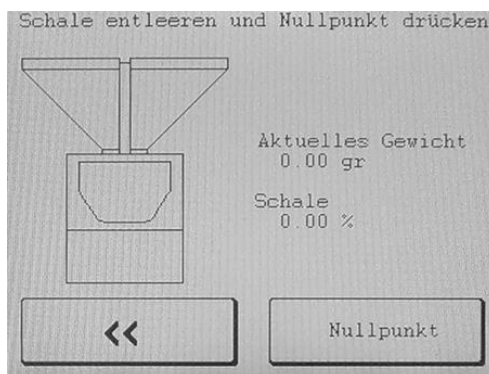 Schale entleeren und Nullpunkt drücken
Aktuelles Gewicht
0.00 gr
Schale
0.00 %
<< Nullpunkt